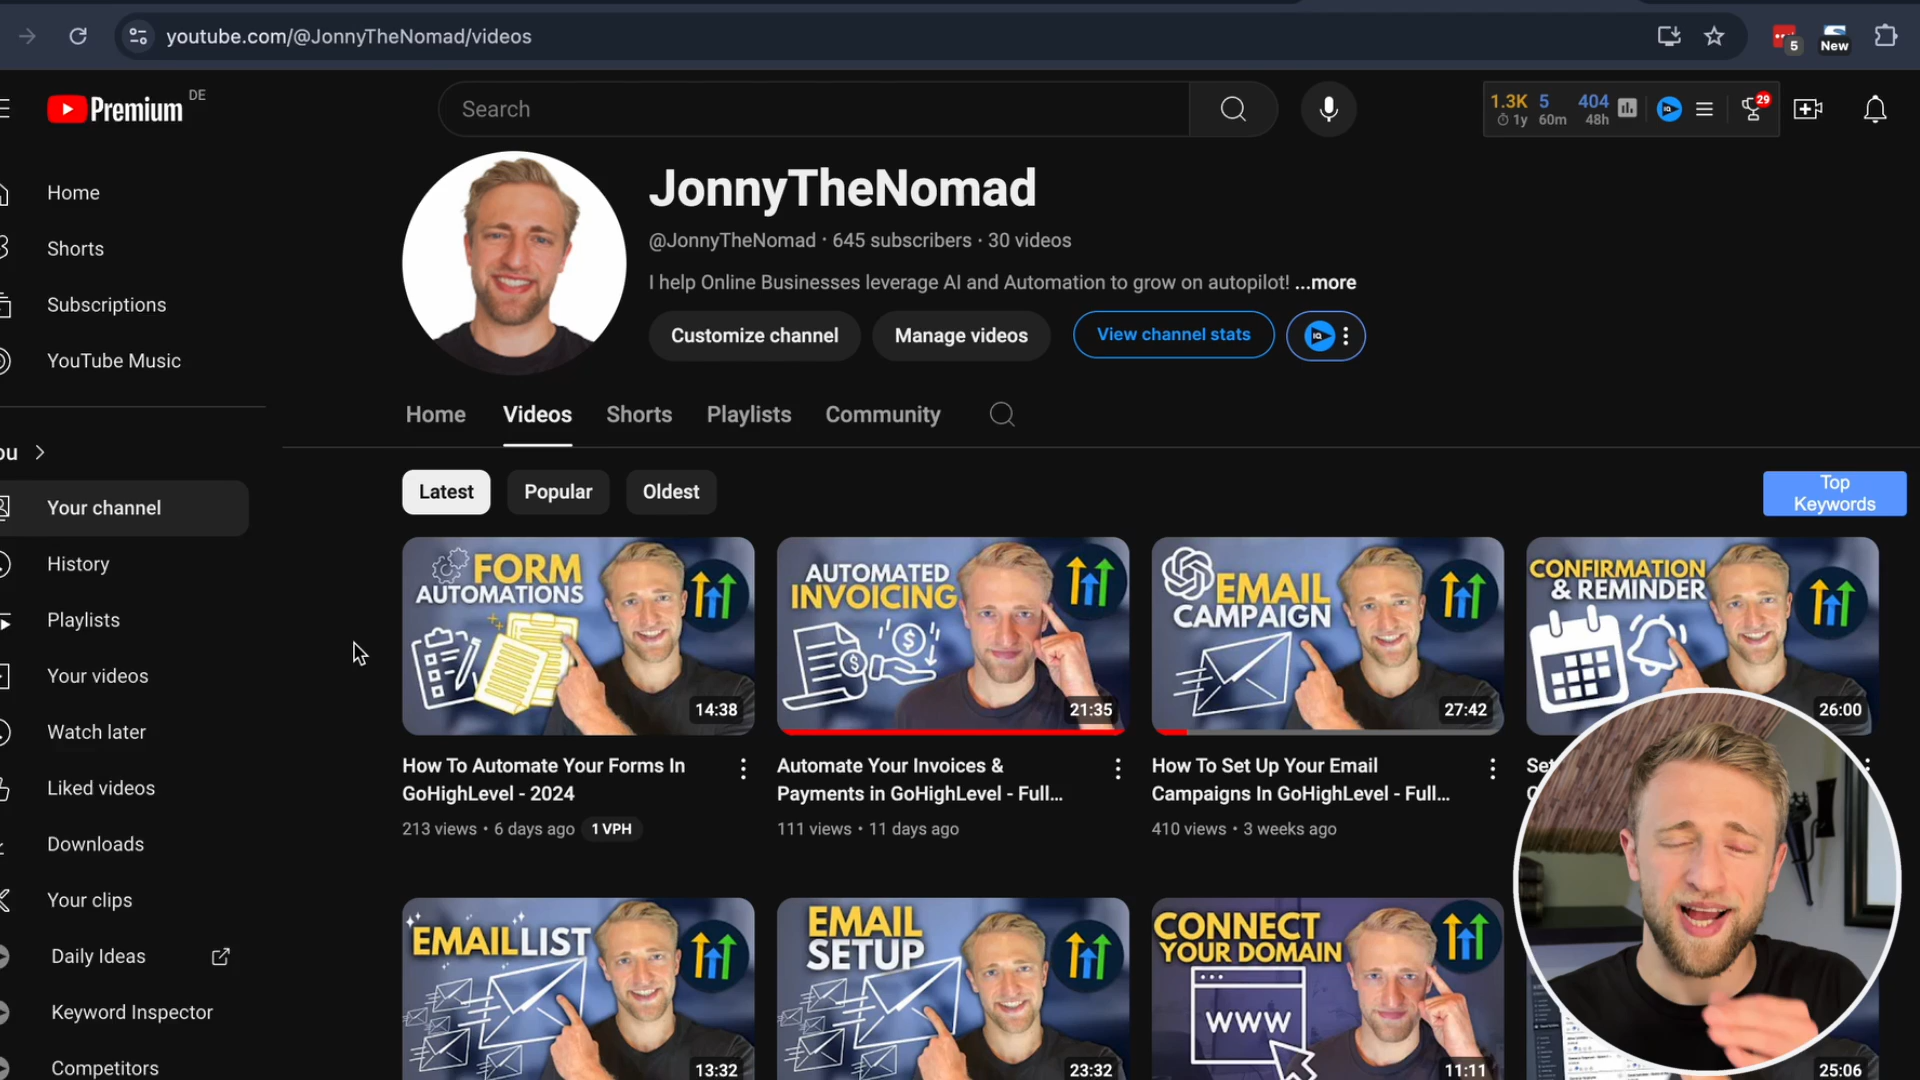 youtube.com/@JonnyTheNomad/videos
5
New
Premium DE
Search
1.3K 5 404
1y 60m 48h
29
Home
Shorts
Subscriptions
YouTube Music
Your channel
History
Playlists
Your videos
Watch later
Liked videos
Downloads
Your clips
Daily Ideas
Keyword Inspector
Competitors
JonnyTheNomad
@JonnyTheNomad · 645 subscribers · 30 videos
I help Online Businesses leverage AI and Automation to grow on autopilot! ...more
Customize channel
Manage videos
View channel stats
IQ
Home Videos Shorts Playlists Community
Latest Popular Oldest
Top
Keywords
FORM
AUTOMATIONS
14:38
How To Automate Your Forms In
GoHighLevel - 2024
213 views • 6 days ago 1 VPH
AUTOMATED
INVOICING
21:35
Automate Your Invoices &
Payments in GoHighLevel - Full...
111 views • 11 days ago
EMAIL
CAMPAIGN
27:42
How To Set Up Your Email
Campaigns In GoHighLevel - Full...
410 views • 3 weeks ago
CONFIRMATION
& REMINDER
26:00
EMAIL LIST
13:32
EMAIL
SETUP
23:32
CONNECT
YOUR DOMAIN
WWW
11:11
25:06